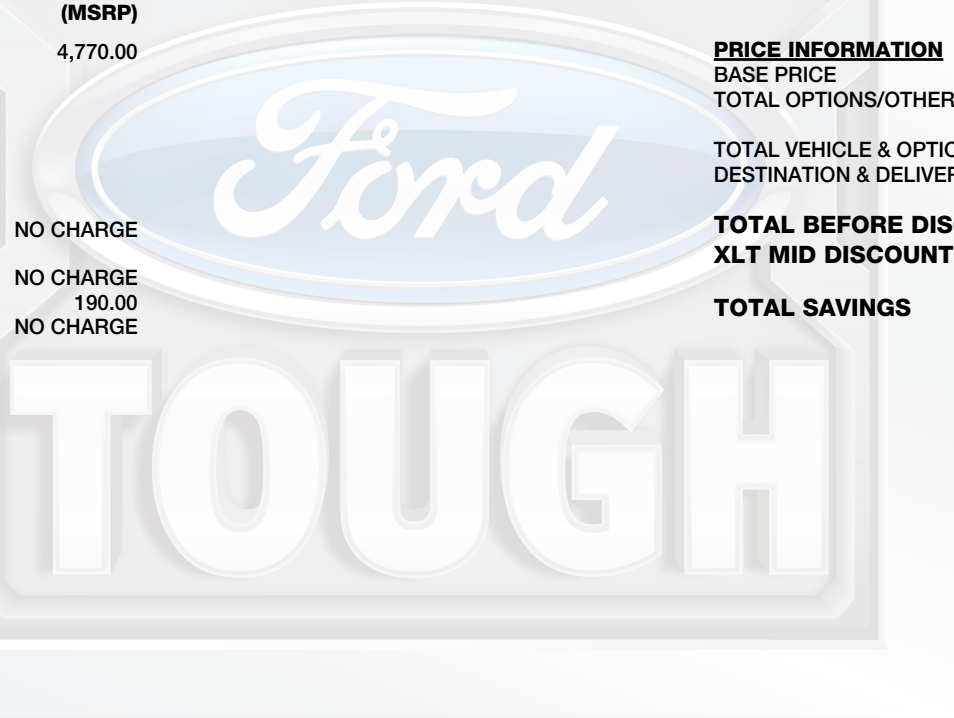 (MSRP)
4,770.00
NO CHARGE
NO CHARGE
190.00
NO CHARGE
PRICE INFORMATION
BASE PRICE
TOTAL OPTIONS/OTHER
TOTAL VEHICLE & OPTIO
DESTINATION & DELIVER
TOTAL BEFORE DIS
XLT MID DISCOUNT
TOTAL SAVINGS
Ford
TOUGH